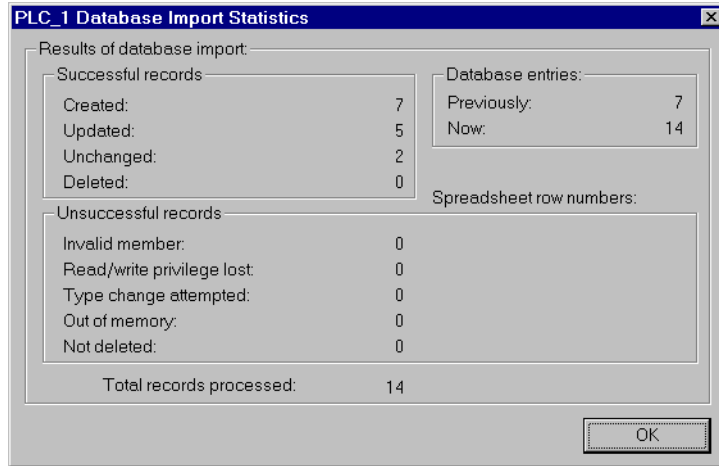 PLC_1 Database Import Statistics
Results of database import:
Successful records
Created: 7
Updated: 5
Unchanged: 2
Deleted: 0
Database entries:
Previously: 7
Now: 14
Spreadsheet row numbers:
Unsuccessful records
Invalid member: 0
Read/write privilege lost: 0
Type change attempted: 0
Out of memory: 0
Not deleted: 0
Total records processed: 14
OK